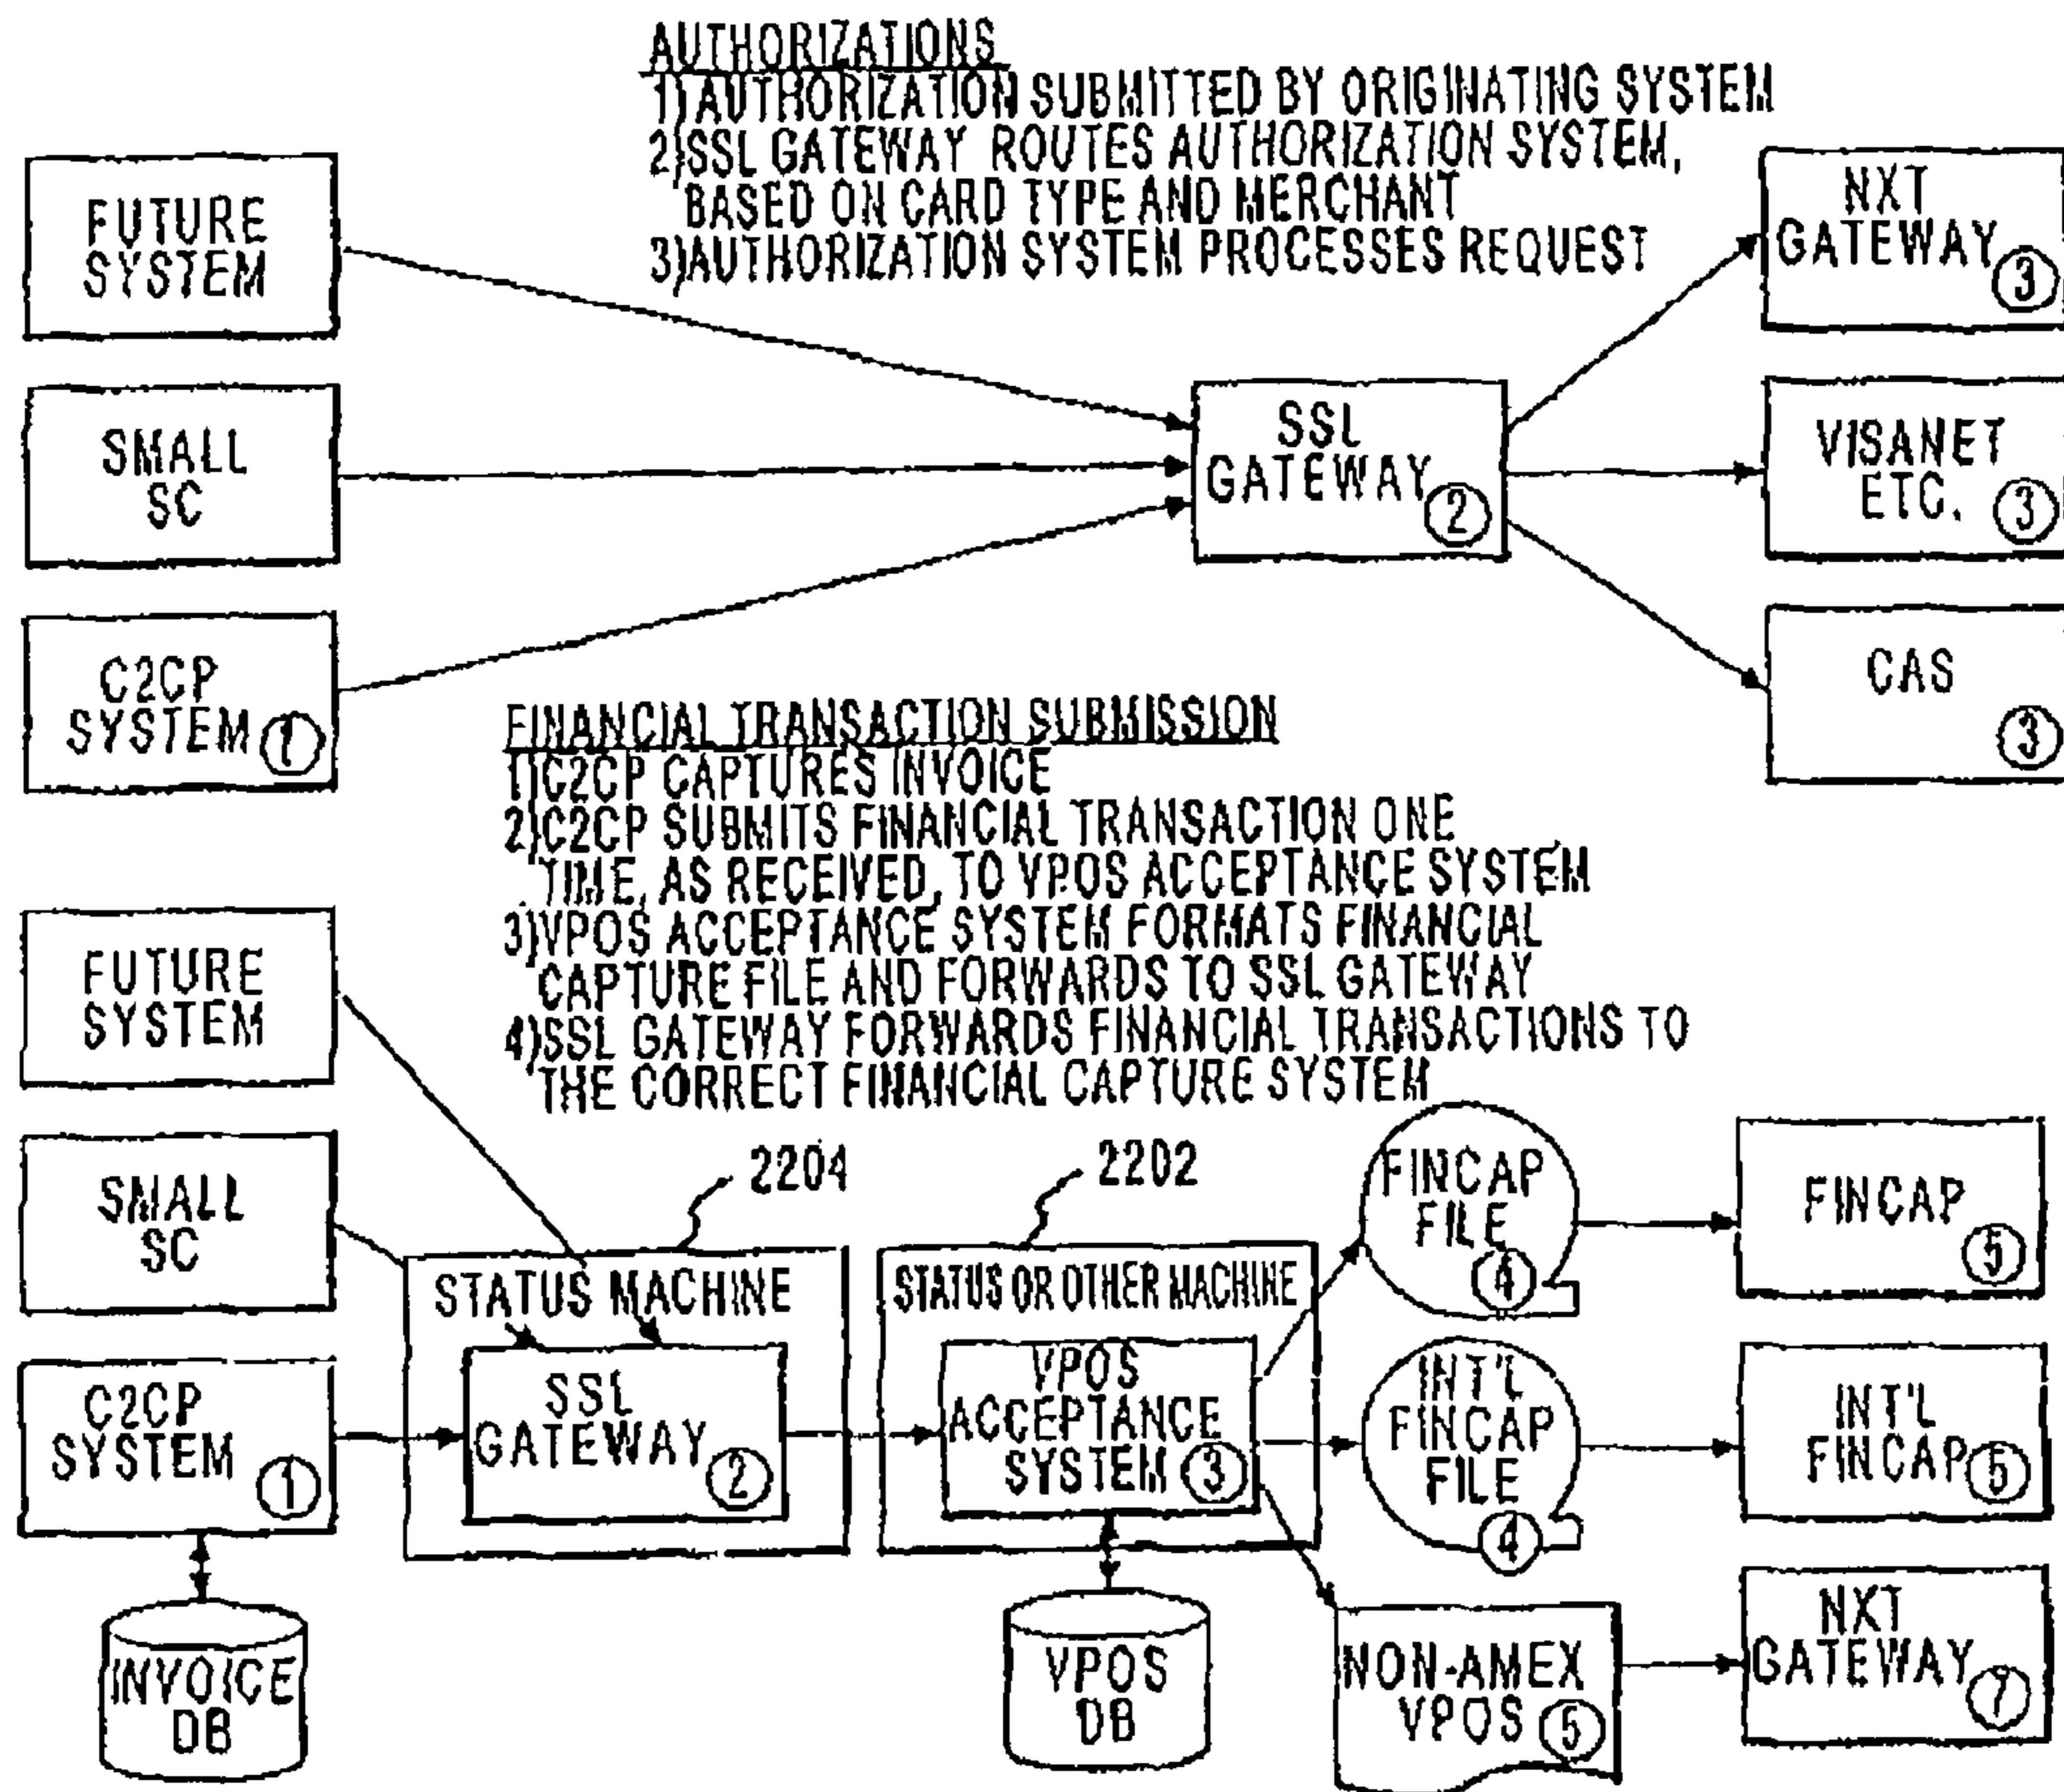 AUTHORIZATIONS
1)AUTHORIZATION SUBMITTED BY ORIGINATING SYSTEM
2)SSL GATEWAY ROUTES AUTHORIZATION SYSTEM,
BASED ON CARD TYPE AND MERCHANT
3)AUTHORIZATION SYSTEM PROCESSES REQUEST
FUTURE
SYSTEM
SMALL
SC
C2CP
SYSTEM
SSL
GATEWAY 2
NXT
GATEWAY 3
VISANET
ETC. 3
CAS
3
FINANCIAL TRANSACTION SUBMISSION
1)C2CP CAPTURES INVOICE
2)C2CP SUBMITS FINANCIAL TRANSACTION ONE
TIME, AS RECEIVED, TO VPOS ACCEPTANCE SYSTEM
3)VPOS ACCEPTANCE SYSTEM FORMATS FINANCIAL
CAPTURE FILE AND FORWARDS TO SSL GATEWAY
4)SSL GATEWAY FORWARDS FINANCIAL TRANSACTIONS TO
THE CORRECT FINANCIAL CAPTURE SYSTEM
FUTURE
SYSTEM
SMALL
SC
C2CP
SYSTEM 1
INVOICE
DB
2204
STATUS MACHINE
SSL
GATEWAY 2
2202
STATUS OR OTHER MACHINE
VPOS
ACCEPTANCE
SYSTEM 3
VPOS
DB
FINCAP
FILE
4
INT'L
FINCAP
FILE
4
NON-AMEX
VPOS 5
FINCAP
5
INT'L
FINCAP 5
NXT
GATEWAY 7